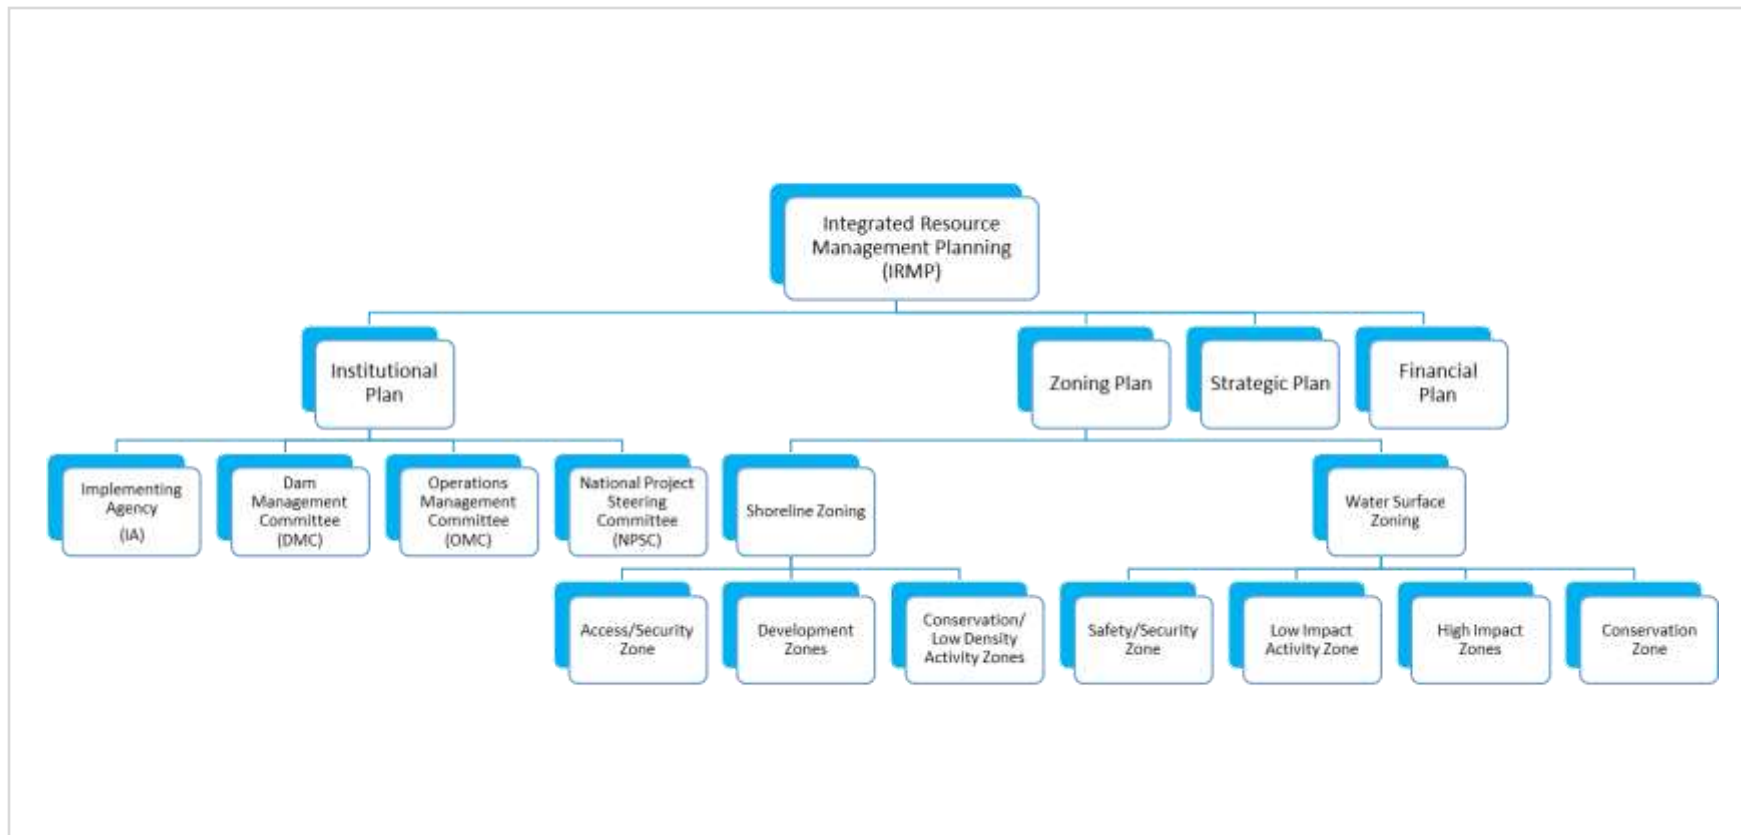 Integrated Resource
Management Planning
(IRMP)
Institutional
Plan
Zoning Plan
Strategic Plan
Financial
Plan
Implementing
Agency
(IA)
Dam
Management
Committee
(DMC)
Operations
Management
Committee
(OMC)
National Project
Steering
Committee
(NPSC)
Shoreline Zoning
Water Surface
Zoning
Access/Security
Zone
Development
Zones
Conservation/
Low Density
Activity Zones
Safety/Security
Zone
Low Impact
Activity Zone
High Impact
Zones
Conservation
Zone